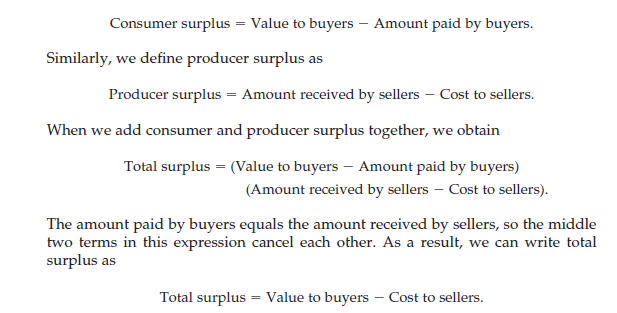 Consumer surplus = Value to buyers − Amount paid by buyers.
Similarly, we define producer surplus as
Producer surplus = Amount received by sellers − Cost to sellers.
When we add consumer and producer surplus together, we obtain
Total surplus = (Value to buyers − Amount paid by buyers)
(Amount received by sellers − Cost to sellers).
The amount paid by buyers equals the amount received by sellers, so the middle
two terms in this expression cancel each other. As a result, we can write total
surplus as
Total surplus = Value to buyers − Cost to sellers.